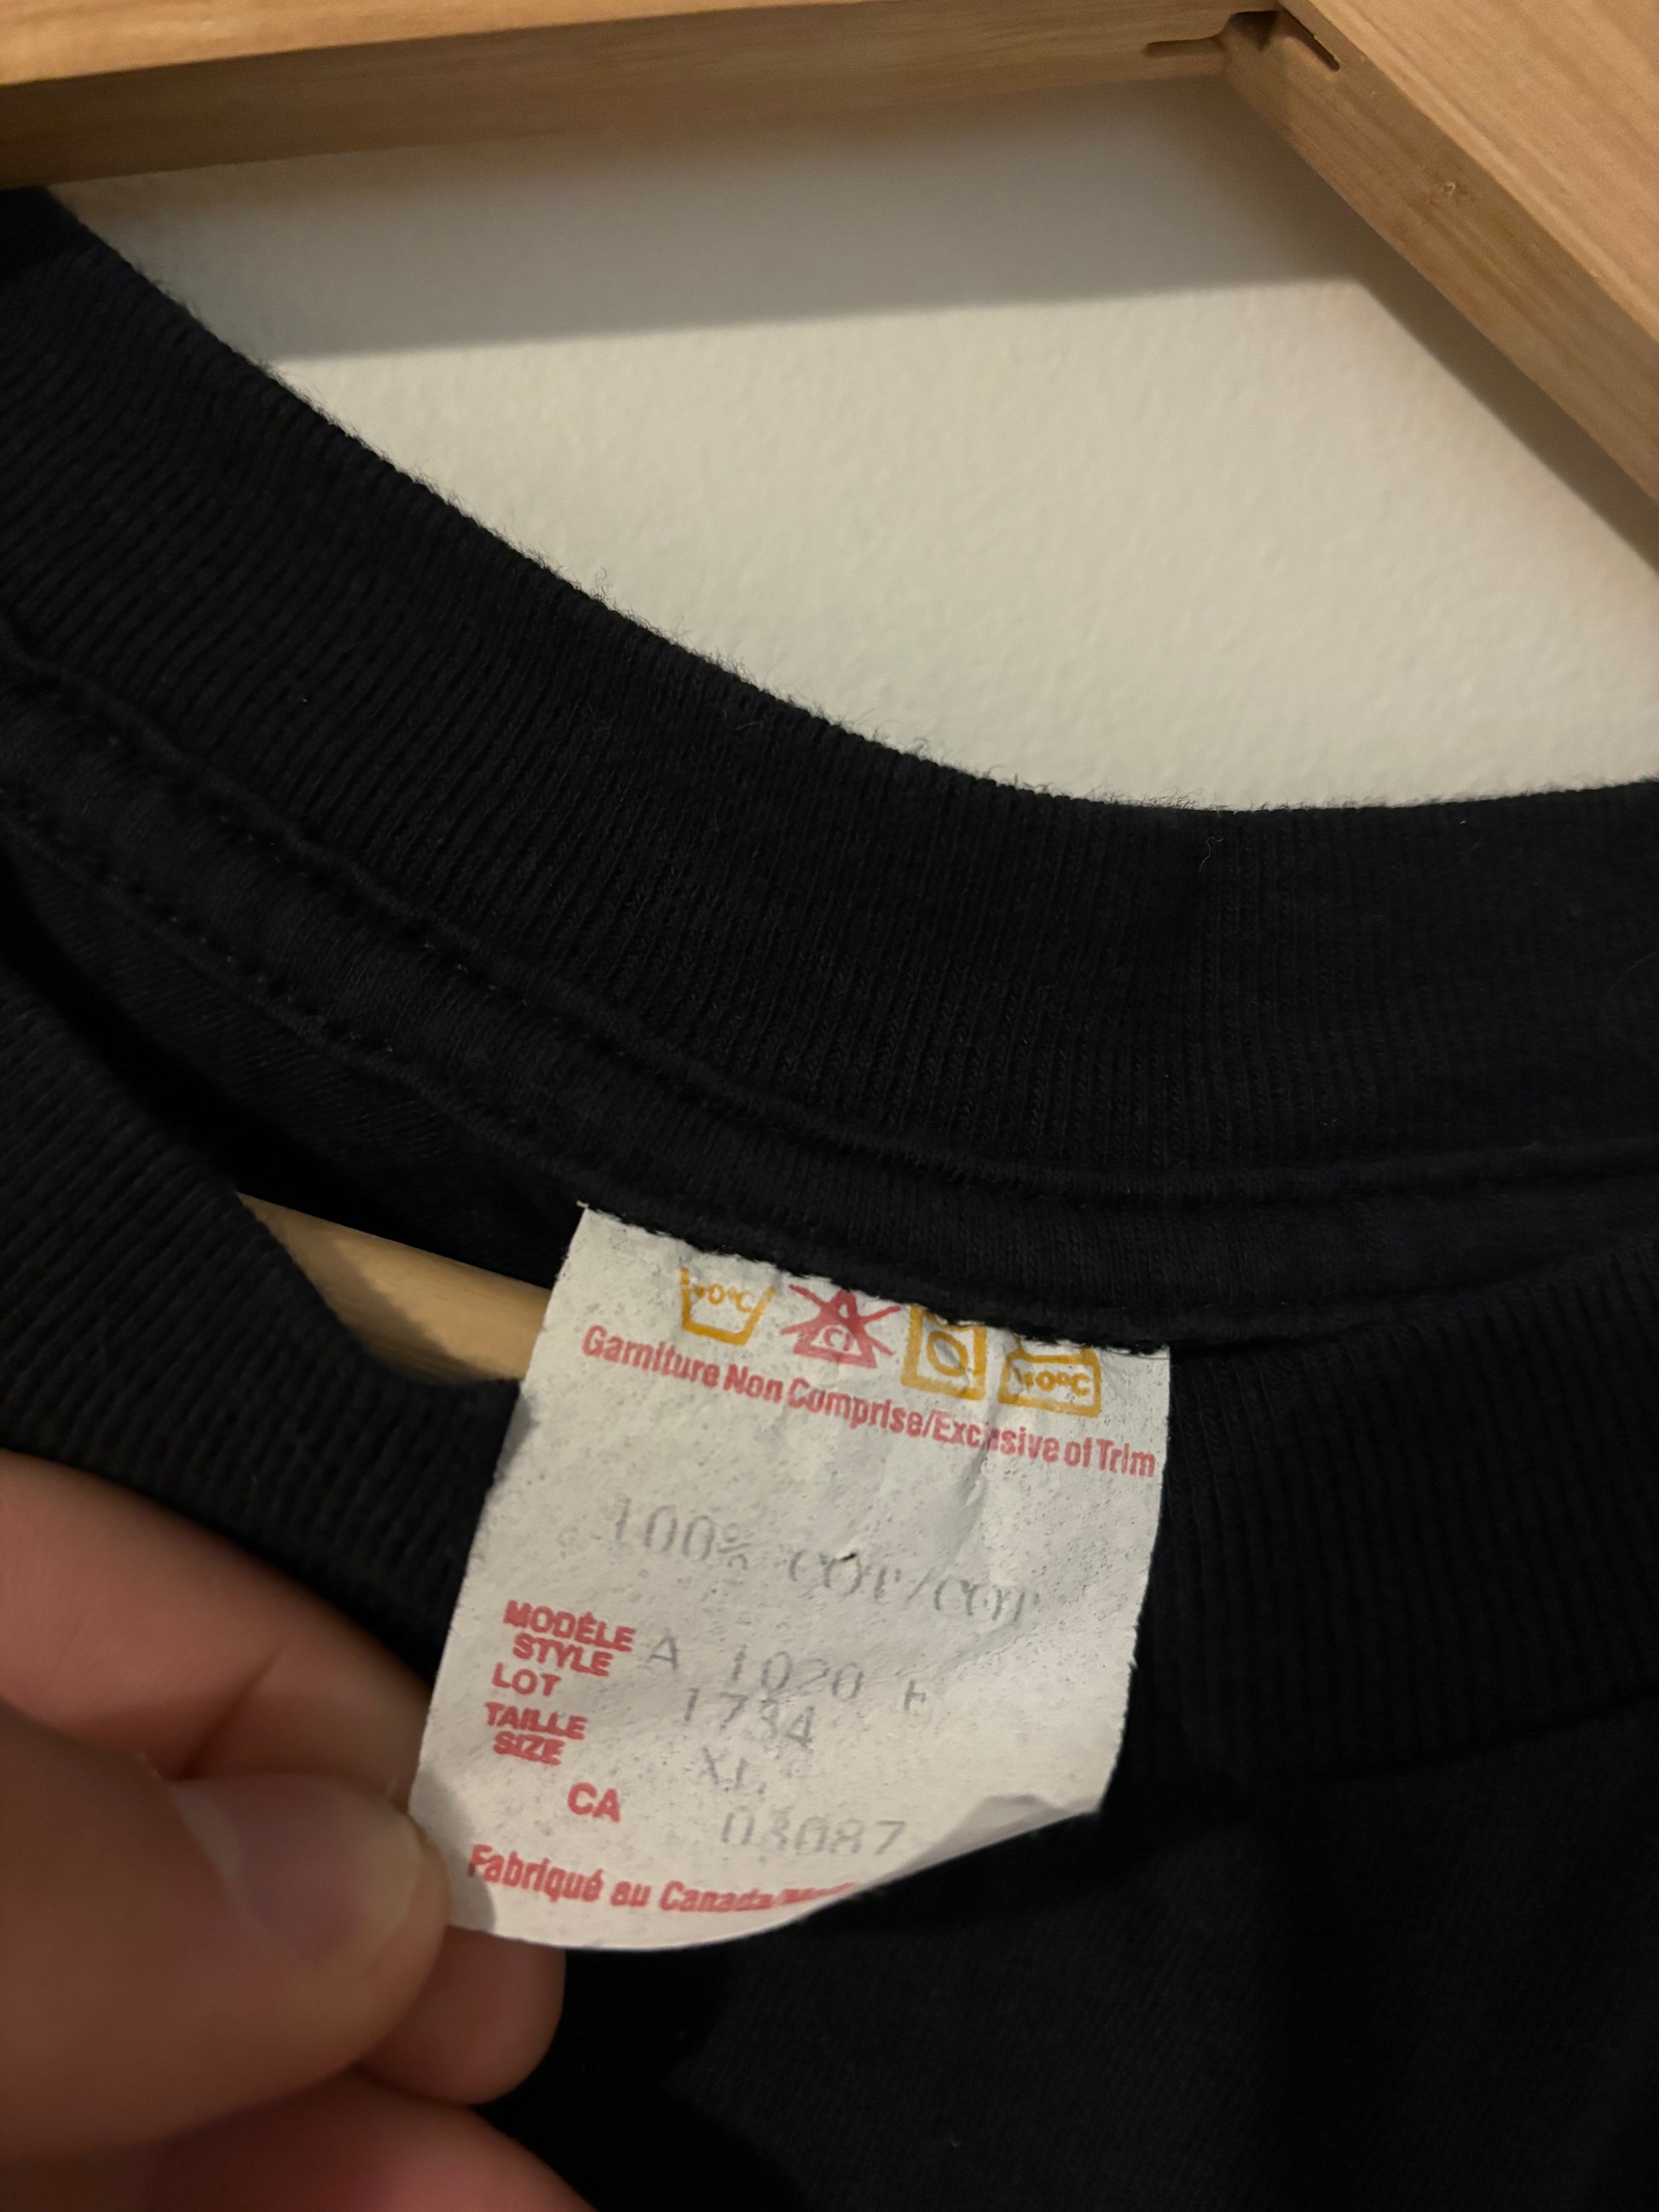 40°C CL 40°C
Garniture Non Comprise/Exclusive of Trim
100% COT/COT
MODÈLE
STYLE A 1020 E
LOT 1734
TAILLE
SIZE XL
CA 03087
Fabriqué au Canada/